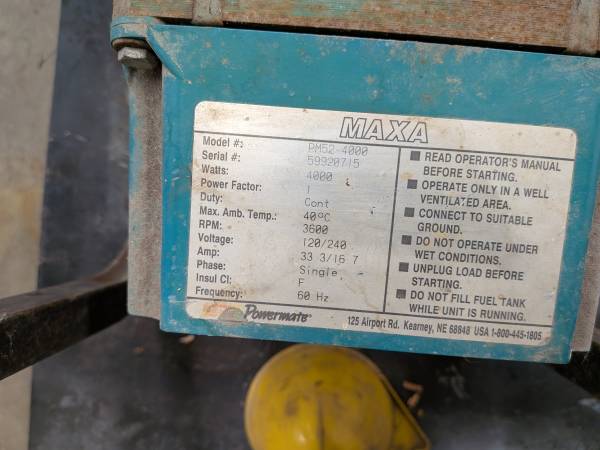 MAXA
Model #: PM52-4000
Serial #: 59920715
Watts: 4000
Power Factor: 1
Duty: Cont
Max. Amb. Temp.: 40ºC
RPM: 3600
Voltage: 120/240
Amp: 33 3/16 7
Phase: Single
Insul Cl: F
Frequency: 60 Hz
■ READ OPERATOR'S MANUAL
BEFORE STARTING.
■ OPERATE ONLY IN A WELL
VENTILATED AREA.
■ CONNECT TO SUITABLE
GROUND.
■ DO NOT OPERATE UNDER
WET CONDITIONS.
■ UNPLUG LOAD BEFORE
STARTING.
■ DO NOT FILL FUEL TANK
WHILE UNIT IS RUNNING.
Powermate® 125 Airport Rd. Kearney, NE 68848 USA 1-800-445-1805